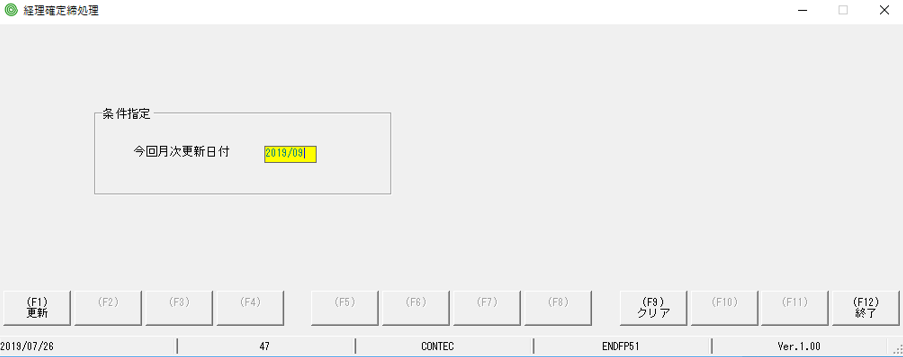 経理確定締処理
条件指定
今回月次更新日付 2019/09
(F1) (F2) (F3) (F4) (F5) (F6) (F7) (F8) (F9) (F10) (F11) (F12)
更新 クリア 終了
2019/07/26 47 CONTEC ENDFP51 Ver.1.00